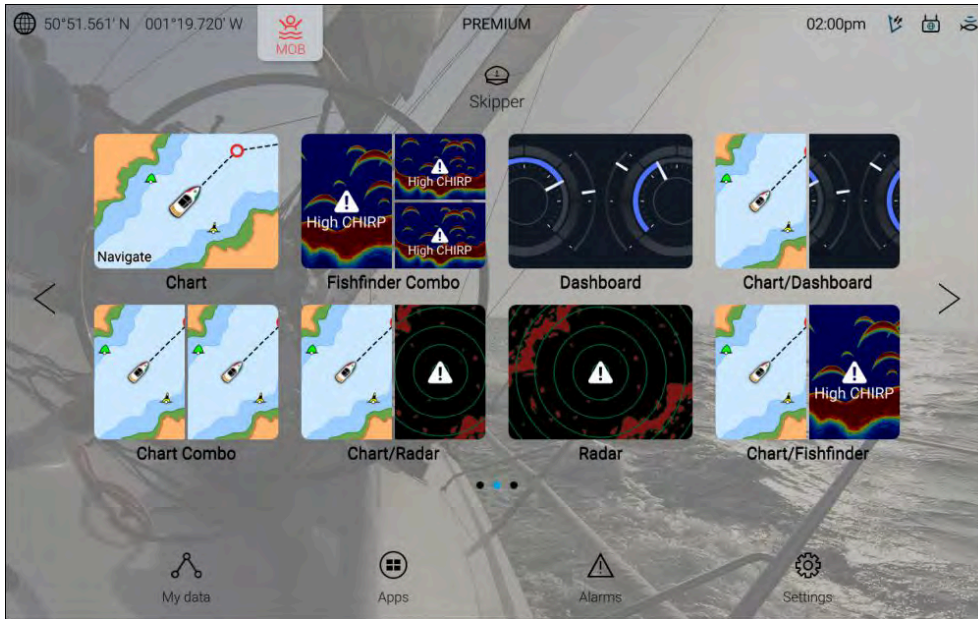 50°51.561' N 001°19.720' W
MOB
PREMIUM
02:00pm
Skipper
Navigate
High CHIRP
High CHIRP
High CHIRP
Chart
Fishfinder Combo
Dashboard
Chart/Dashboard
High CHIRP
Chart Combo
Chart/Radar
Radar
Chart/Fishfinder
My data
Apps
Alarms
Settings